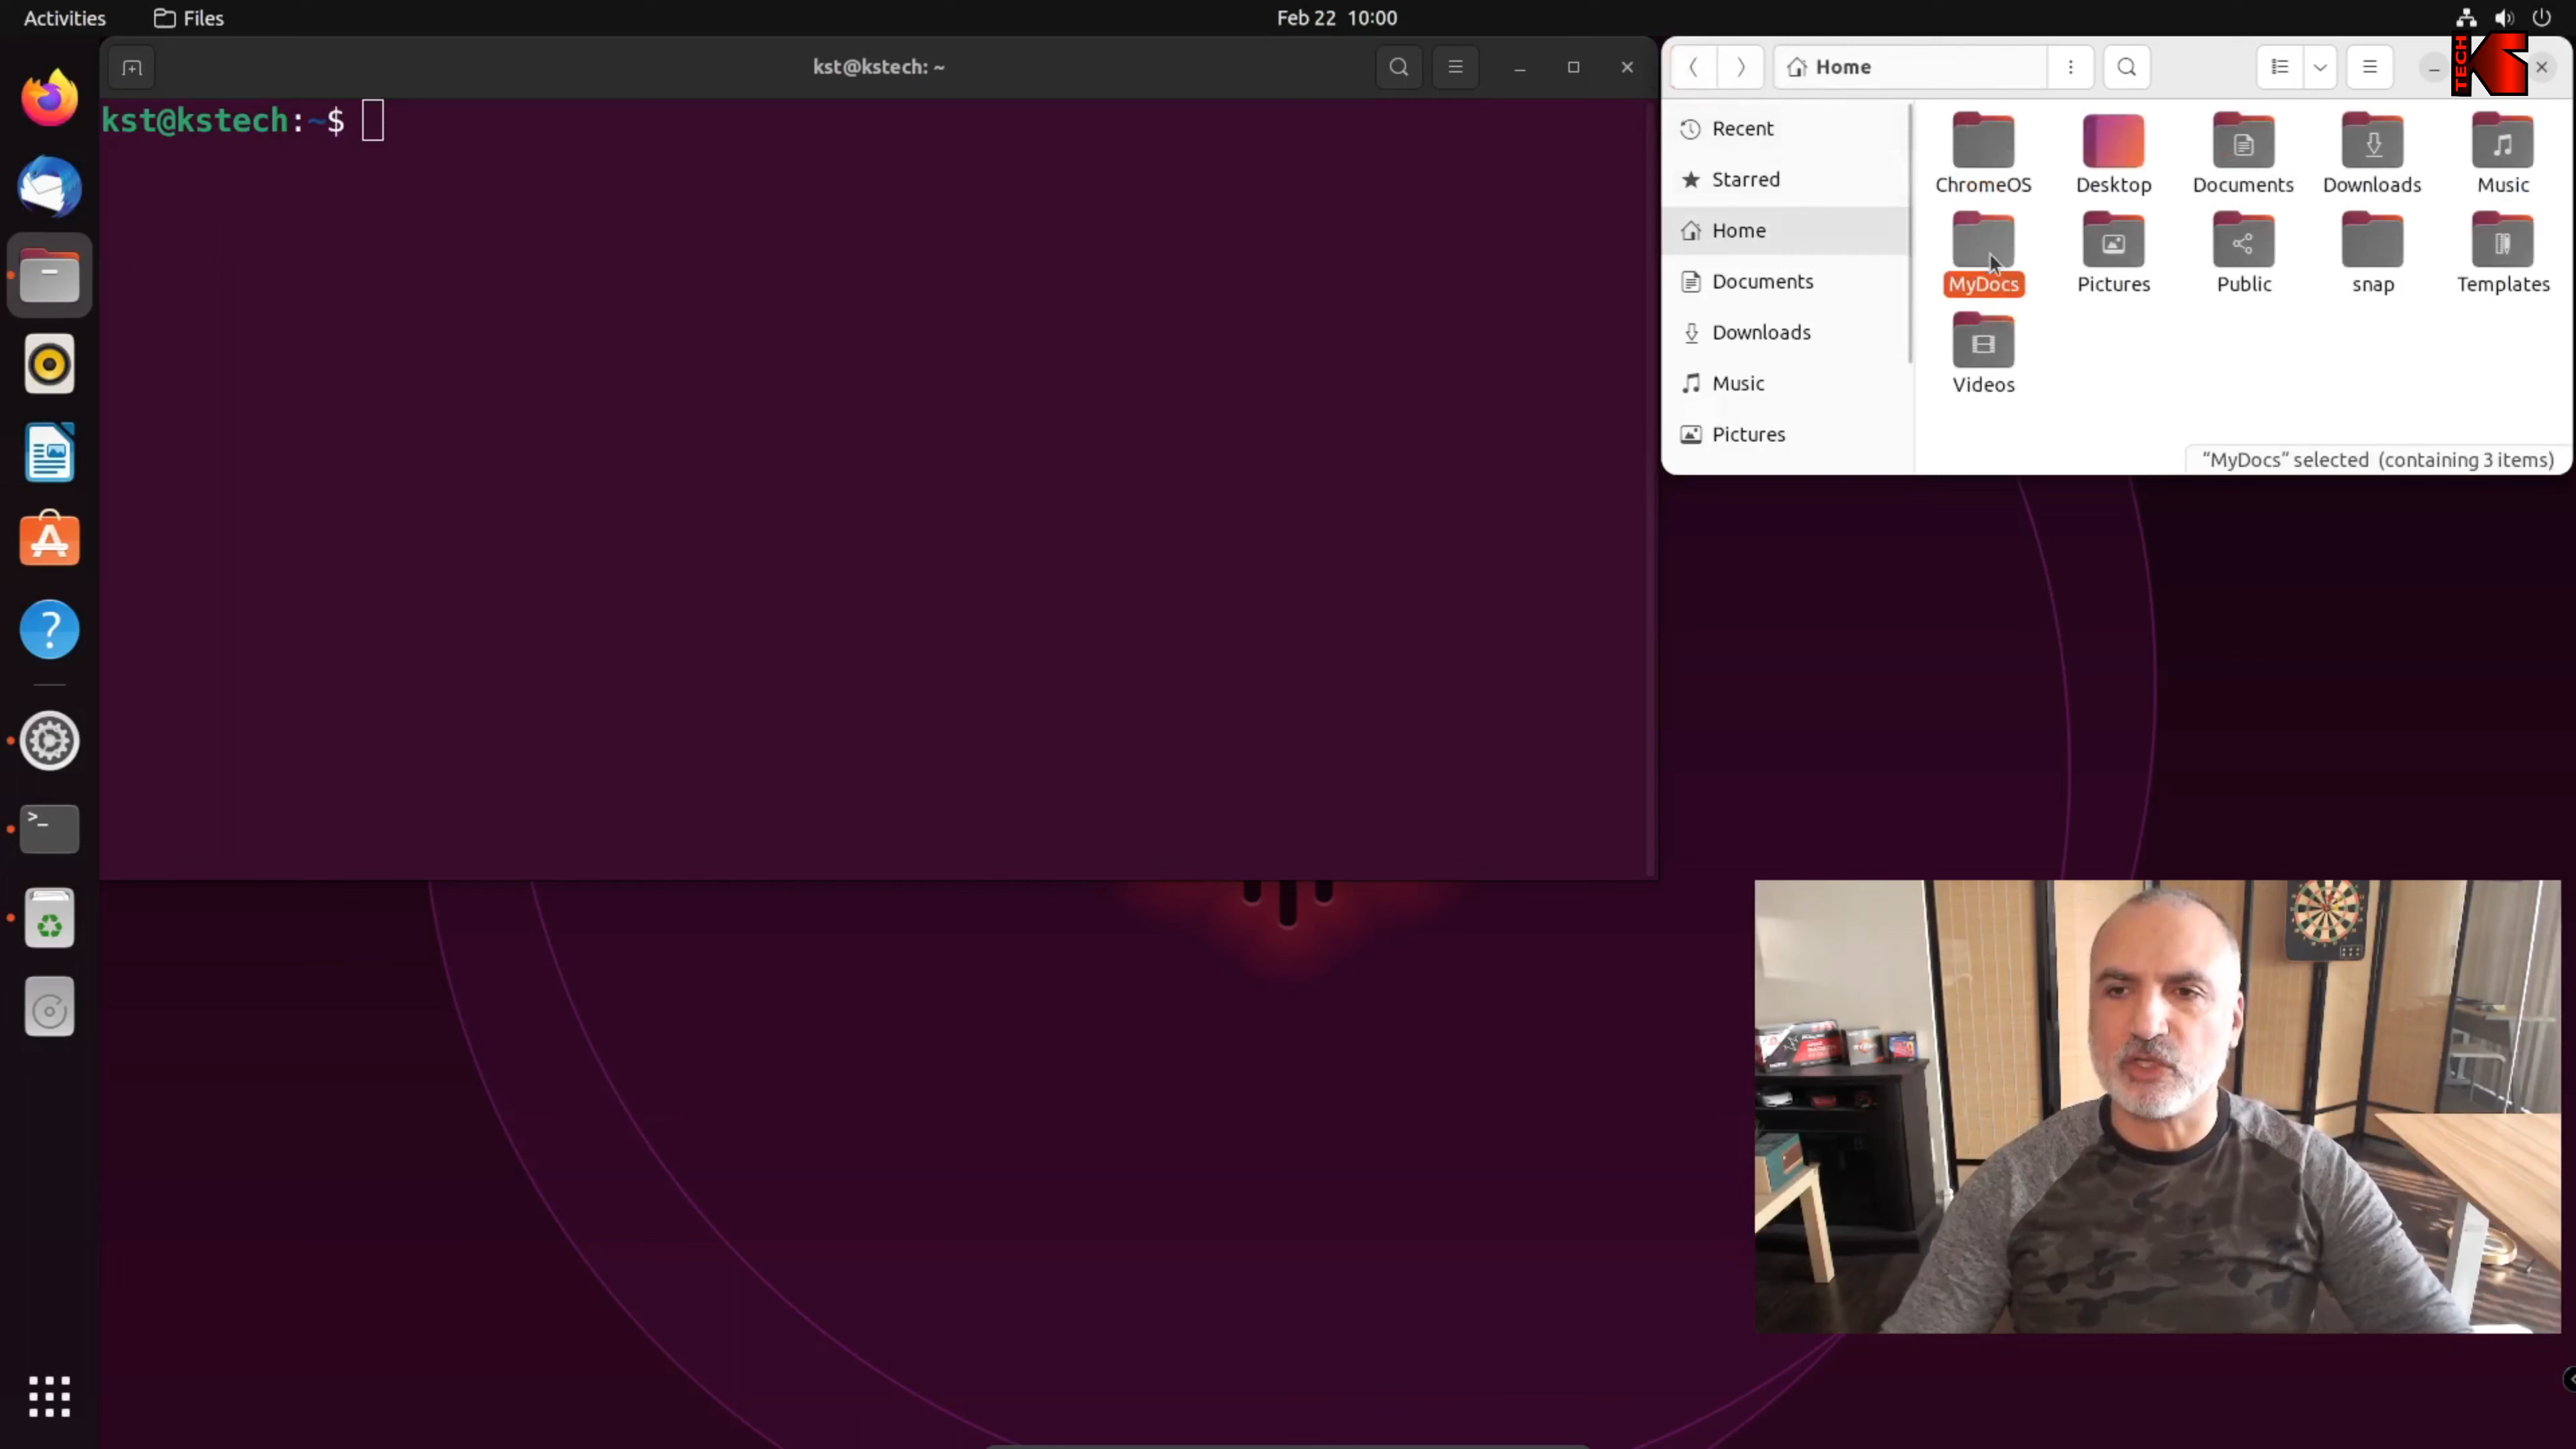 Activities
Files
Feb 22 10:00
kst@kstech: ~
kst@kstech:~$
Home
TECH
Recent
Starred
Home
Documents
Downloads
Music
Pictures
ChromeOS
Desktop
Documents
Downloads
Music
MyDocs
Pictures
Public
snap
Templates
Videos
“MyDocs“ selected (containing 3 items)